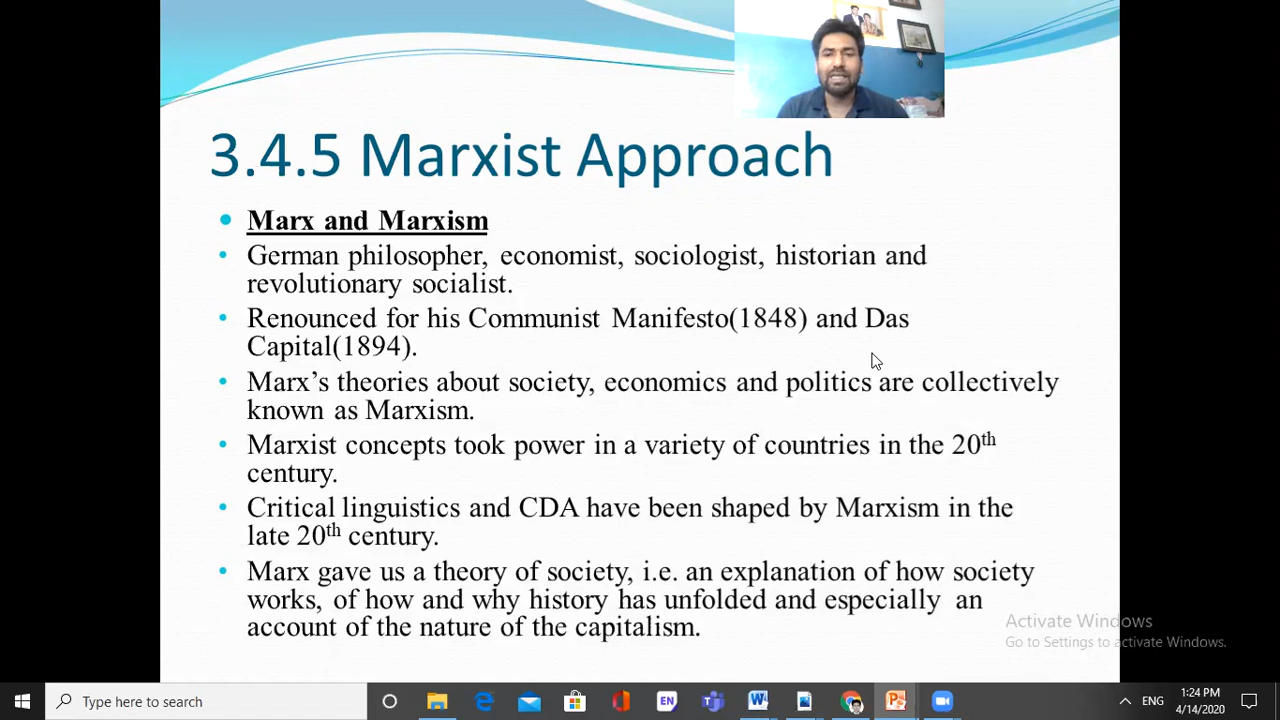 3.4.5 Marxist Approach
Marx and Marxism
German philosopher, economist, sociologist, historian and
revolutionary socialist.
Renounced for his Communist Manifesto(1848) and Das
Capital(1894).
Marx’s theories about society, economics and politics are collectively
known as Marxism.
Marxist concepts took power in a variety of countries in the 20th
century.
Critical linguistics and CDA have been shaped by Marxism in the
late 20th century.
Marx gave us a theory of society, i.e. an explanation of how society
works, of how and why history has unfolded and especially an
account of the nature of the capitalism.
Activate Windows
Go to Settings to activate Windows.
Type here to search
EN
ENG
1:24 PM
4/14/2020